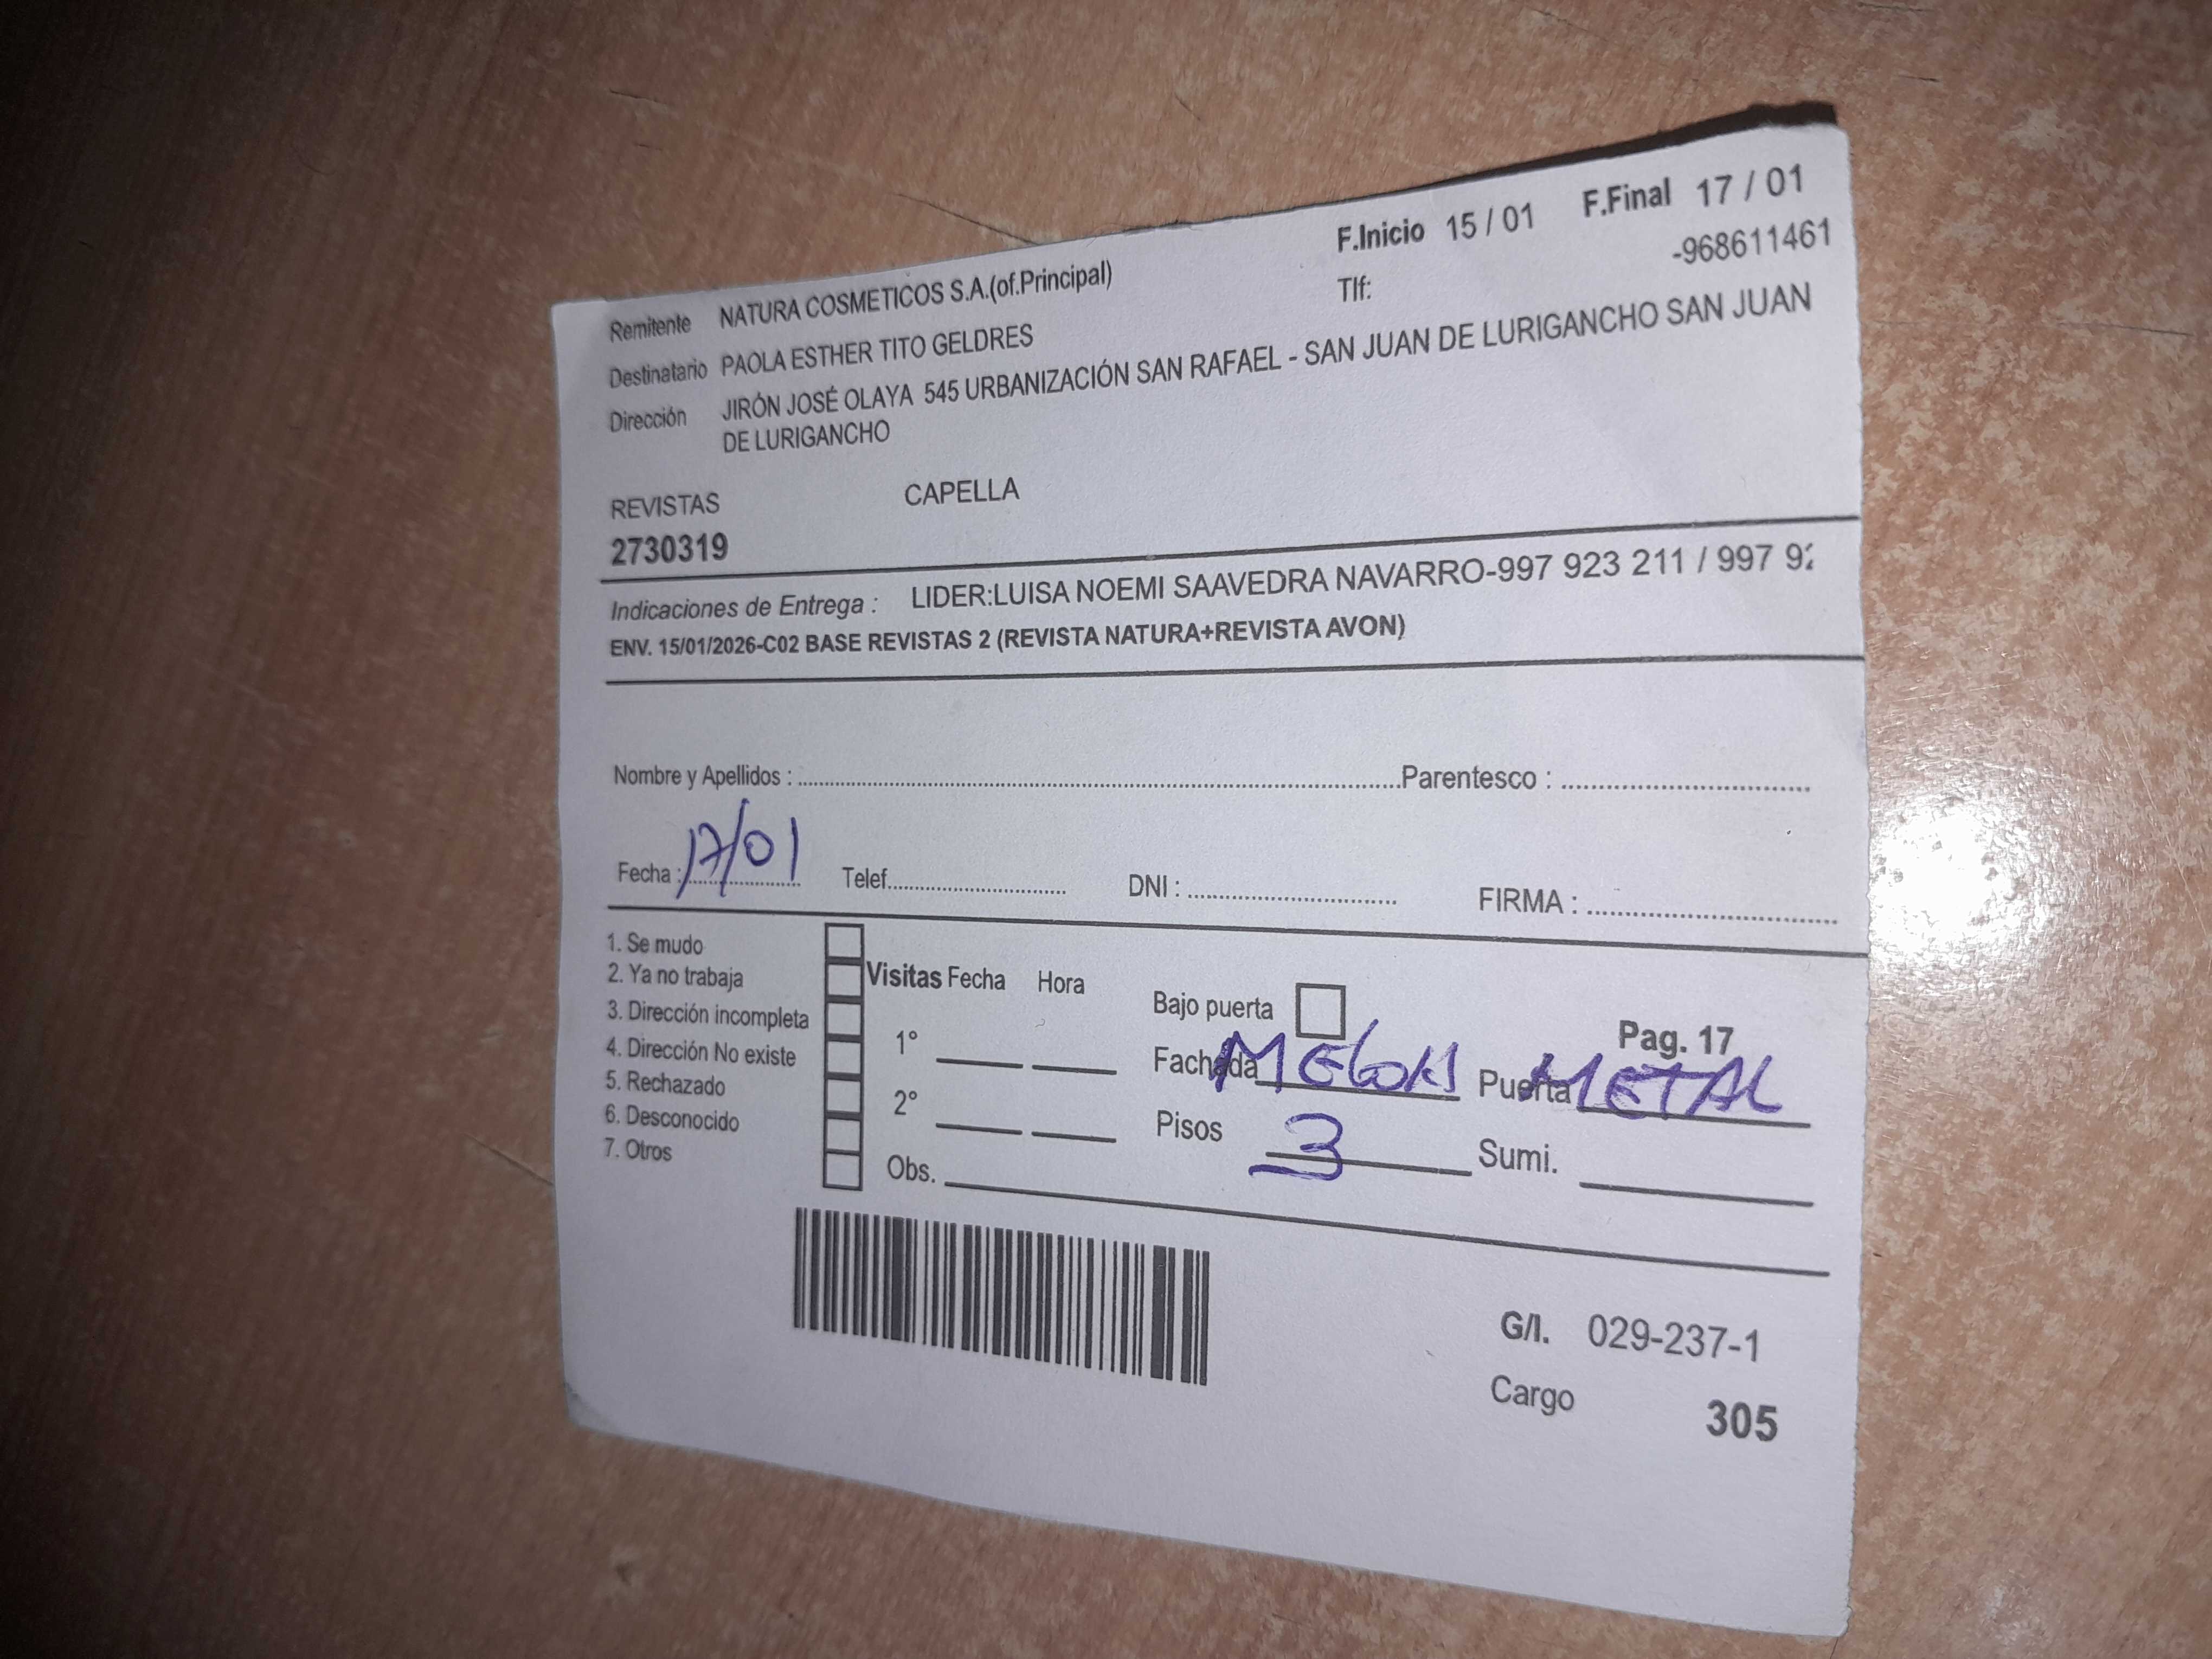 F.Inicio 15 / 01 F.Final 17 / 01
Remitente NATURA COSMETICOS S.A.(of.Principal) Tlf: -968611461
Destinatario PAOLA ESTHER TITO GELDRES
Dirección JIRÓN JOSÉ OLAYA 545 URBANIZACIÓN SAN RAFAEL - SAN JUAN DE LURIGANCHO SAN JUAN
DE LURIGANCHO
REVISTAS CAPELLA
2730319
Indicaciones de Entrega : LIDER:LUISA NOEMI SAAVEDRA NAVARRO-997 923 211 / 997 92
ENV. 15/01/2026-C02 BASE REVISTAS 2 (REVISTA NATURA+REVISTA AVON)
Nombre y Apellidos : Parentesco :
Fecha : 17/01 Telef. DNI : FIRMA :
1. Se mudo
2. Ya no trabaja
3. Dirección incompleta
4. Dirección No existe
5. Rechazado
6. Desconocido
7. Otros
Visitas Fecha Hora
1°
2°
Obs.
Bajo puerta Pag. 17
Fachada MELON Puerta METAL
Pisos 3 Sumi.
G/I. 029-237-1
Cargo 305